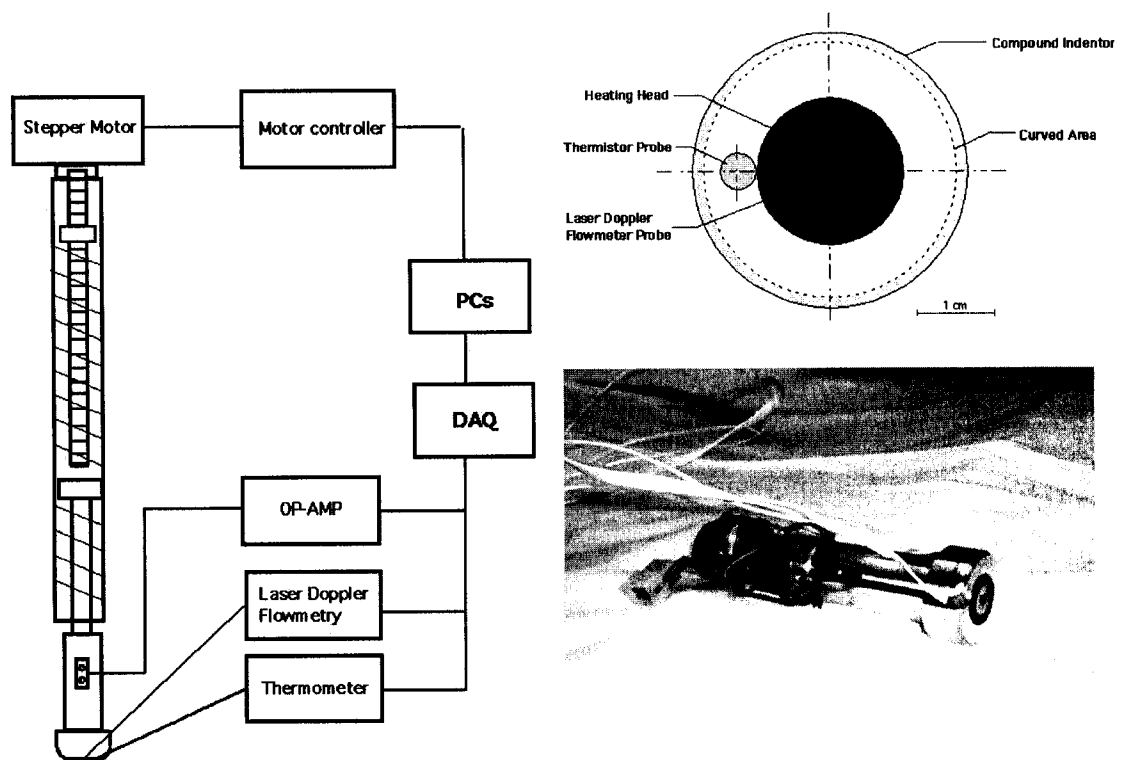 Stepper Motor
Motor controller
PCs
DAQ
OP-AMP
Laser Doppler
Flowmetry
Thermometer
Compound Indentor
Heating Head
Curved Area
Thermistor Probe
Laser Doppler
Flowmeter Probe
1 cm